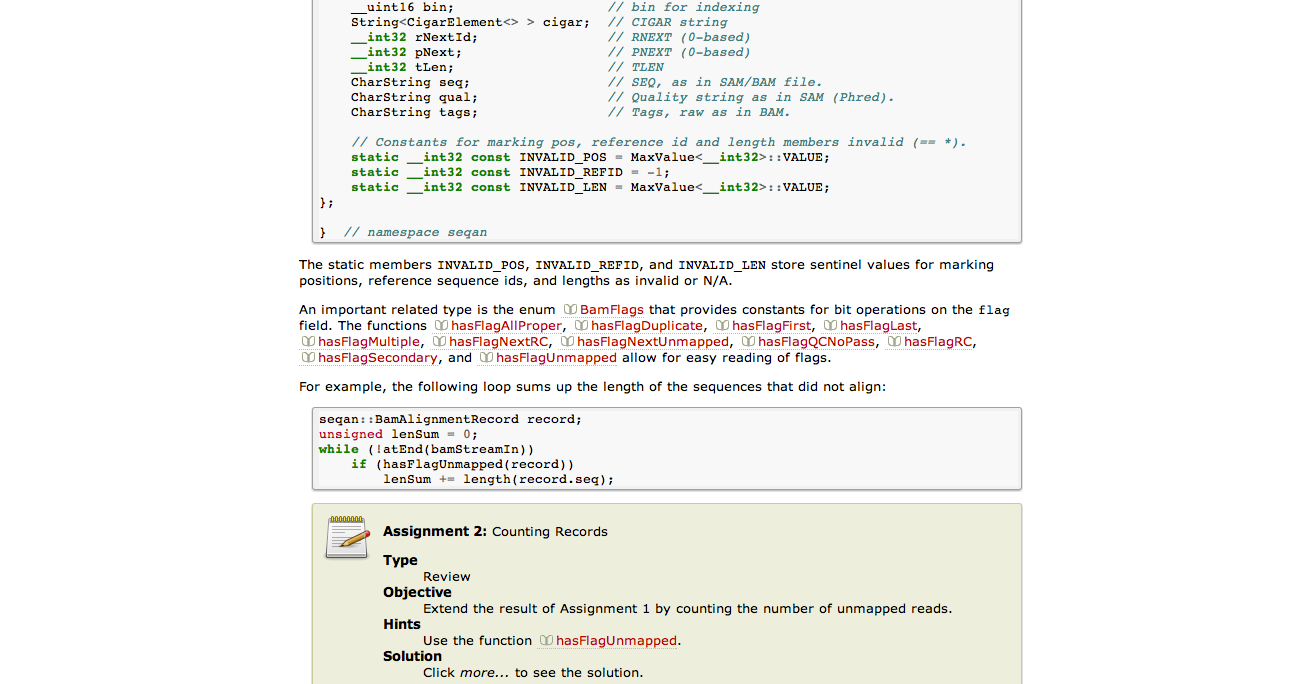 __uint16 bin;                   // bin for indexing
String<CigarElement<> > cigar;  // CIGAR string
__int32 rNextId;                // RNEXT (0-based)
__int32 pNext;                  // PNEXT (0-based)
__int32 tLen;                   // TLEN
CharString seq;                 // SEQ, as in SAM/BAM file.
CharString qual;                // Quality string as in SAM (Phred).
CharString tags;                // Tags, raw as in BAM.
// Constants for marking pos, reference id and length members invalid (== *).
static __int32 const INVALID_POS = MaxValue<__int32>::VALUE;
static __int32 const INVALID_REFID = -1;
static __int32 const INVALID_LEN = MaxValue<__int32>::VALUE;
};
}  // namespace seqan
The static members INVALID_POS, INVALID_REFID, and INVALID_LEN store sentinel values for marking
positions, reference sequence ids, and lengths as invalid or N/A.
An important related type is the enum BamFlags that provides constants for bit operations on the flag
field. The functions hasFlagAllProper, hasFlagDuplicate, hasFlagFirst, hasFlagLast,
hasFlagMultiple, hasFlagNextRC, hasFlagNextUnmapped, hasFlagQCNoPass, hasFlagRC,
hasFlagSecondary, and hasFlagUnmapped allow for easy reading of flags.
For example, the following loop sums up the length of the sequences that did not align:
seqan::BamAlignmentRecord record;
unsigned lenSum = 0;
while (!atEnd(bamStreamIn))
if (hasFlagUnmapped(record))
lenSum += length(record.seq);
Assignment 2: Counting Records
Type
Review
Objective
Extend the result of Assignment 1 by counting the number of unmapped reads.
Hints
Use the function hasFlagUnmapped.
Solution
Click more... to see the solution.